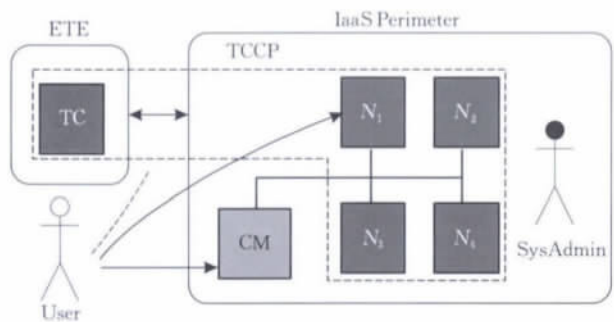 IaaS Perimeter
ETE
TCCP
TC
N₁
N₂
CM
N₃
N₄
SysAdmin
User